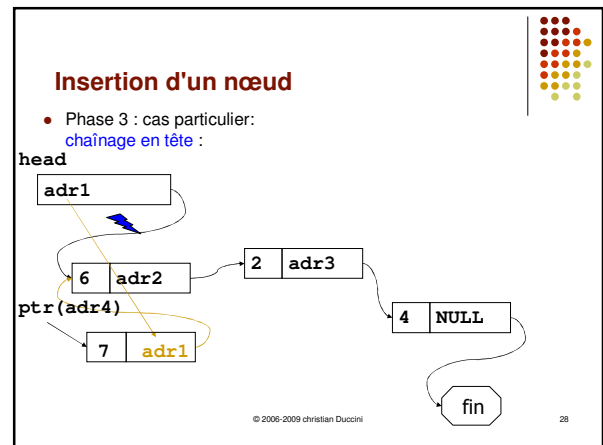 Insertion d'un nœud
• Phase 3 : cas particulier:
chaînage en tête :
head
adr1
6 adr2
2 adr3
ptr(adr4)
7 adr1
4 NULL
fin
© 2006-2009 christian Duccini
28